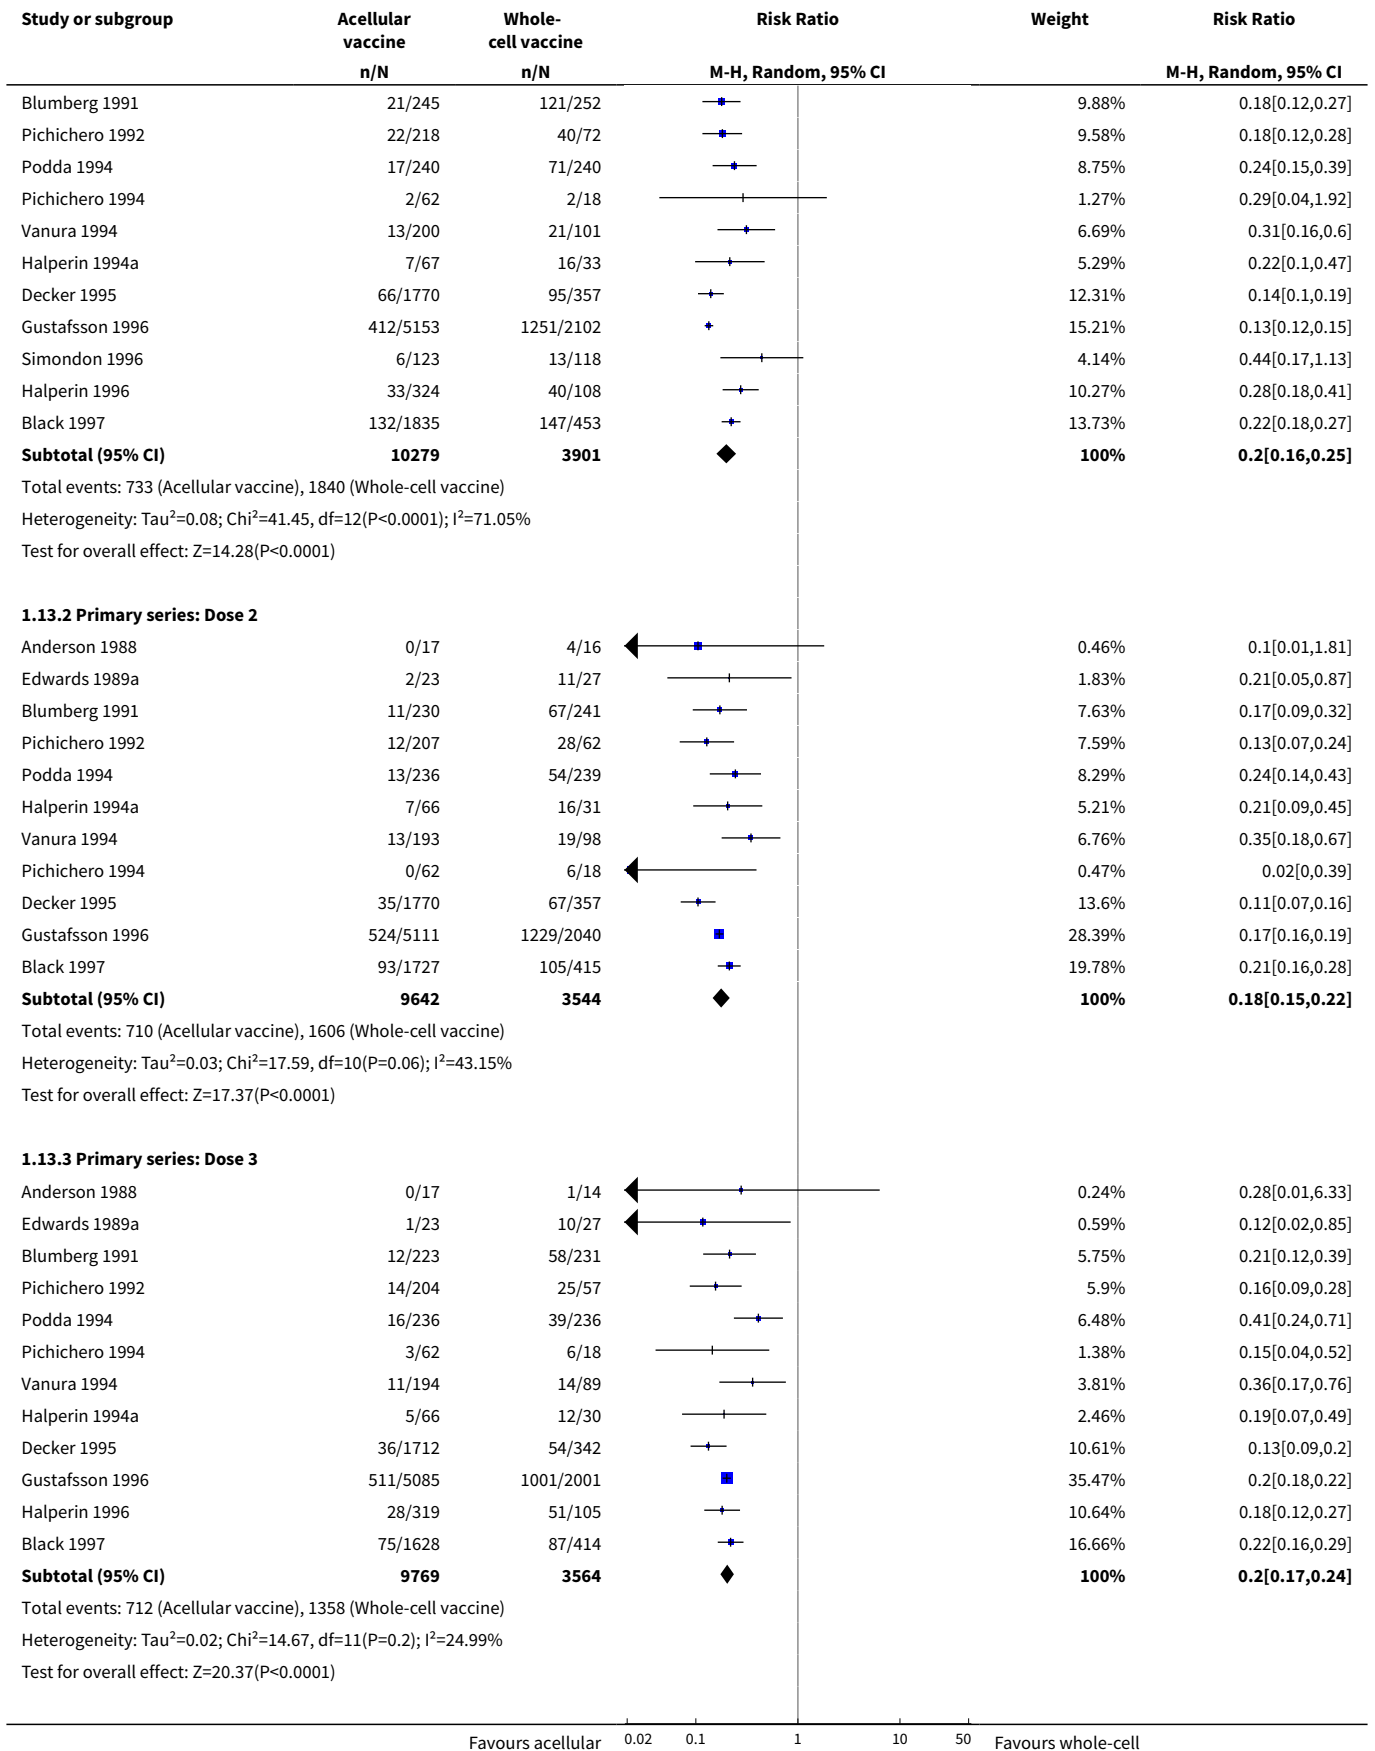 Study or subgroup Acellular vaccine Whole-cell vaccine Risk Ratio Weight Risk Ratio
n/N n/N M-H, Random, 95% CI M-H, Random, 95% CI
Blumberg 1991 21/245 121/252 9.88% 0.18[0.12,0.27]
Pichichero 1992 22/218 40/72 9.58% 0.18[0.12,0.28]
Podda 1994 17/240 71/240 8.75% 0.24[0.15,0.39]
Pichichero 1994 2/62 2/18 1.27% 0.29[0.04,1.92]
Vanura 1994 13/200 21/101 6.69% 0.31[0.16,0.6]
Halperin 1994a 7/67 16/33 5.29% 0.22[0.1,0.47]
Decker 1995 66/1770 95/357 12.31% 0.14[0.1,0.19]
Gustafsson 1996 412/5153 1251/2102 15.21% 0.13[0.12,0.15]
Simondon 1996 6/123 13/118 4.14% 0.44[0.17,1.13]
Halperin 1996 33/324 40/108 10.27% 0.28[0.18,0.41]
Black 1997 132/1835 147/453 13.73% 0.22[0.18,0.27]
Subtotal (95% CI) 10279 3901 100% 0.2[0.16,0.25]
Total events: 733 (Acellular vaccine), 1840 (Whole-cell vaccine)
Heterogeneity: Tau²=0.08; Chi²=41.45, df=12(P<0.0001); I²=71.05%
Test for overall effect: Z=14.28(P<0.0001)
1.13.2 Primary series: Dose 2
Anderson 1988 0/17 4/16 0.46% 0.1[0.01,1.81]
Edwards 1989a 2/23 11/27 1.83% 0.21[0.05,0.87]
Blumberg 1991 11/230 67/241 7.63% 0.17[0.09,0.32]
Pichichero 1992 12/207 28/62 7.59% 0.13[0.07,0.24]
Podda 1994 13/236 54/239 8.29% 0.24[0.14,0.43]
Halperin 1994a 7/66 16/31 5.21% 0.21[0.09,0.45]
Vanura 1994 13/193 19/98 6.76% 0.35[0.18,0.67]
Pichichero 1994 0/62 6/18 0.47% 0.02[0,0.39]
Decker 1995 35/1770 67/357 13.6% 0.11[0.07,0.16]
Gustafsson 1996 524/5111 1229/2040 28.39% 0.17[0.16,0.19]
Black 1997 93/1727 105/415 19.78% 0.21[0.16,0.28]
Subtotal (95% CI) 9642 3544 100% 0.18[0.15,0.22]
Total events: 710 (Acellular vaccine), 1606 (Whole-cell vaccine)
Heterogeneity: Tau²=0.03; Chi²=17.59, df=10(P=0.06); I²=43.15%
Test for overall effect: Z=17.37(P<0.0001)
1.13.3 Primary series: Dose 3
Anderson 1988 0/17 1/14 0.24% 0.28[0.01,6.33]
Edwards 1989a 1/23 10/27 0.59% 0.12[0.02,0.85]
Blumberg 1991 12/223 58/231 5.75% 0.21[0.12,0.39]
Pichichero 1992 14/204 25/57 5.9% 0.16[0.09,0.28]
Podda 1994 16/236 39/236 6.48% 0.41[0.24,0.71]
Pichichero 1994 3/62 6/18 1.38% 0.15[0.04,0.52]
Vanura 1994 11/194 14/89 3.81% 0.36[0.17,0.76]
Halperin 1994a 5/66 12/30 2.46% 0.19[0.07,0.49]
Decker 1995 36/1712 54/342 10.61% 0.13[0.09,0.2]
Gustafsson 1996 511/5085 1001/2001 35.47% 0.2[0.18,0.22]
Halperin 1996 28/319 51/105 10.64% 0.18[0.12,0.27]
Black 1997 75/1628 87/414 16.66% 0.22[0.16,0.29]
Subtotal (95% CI) 9769 3564 100% 0.2[0.17,0.24]
Total events: 712 (Acellular vaccine), 1358 (Whole-cell vaccine)
Heterogeneity: Tau²=0.02; Chi²=14.67, df=11(P=0.2); I²=24.99%
Test for overall effect: Z=20.37(P<0.0001)
Favours acellular 0.02 0.1 1 10 50 Favours whole-cell